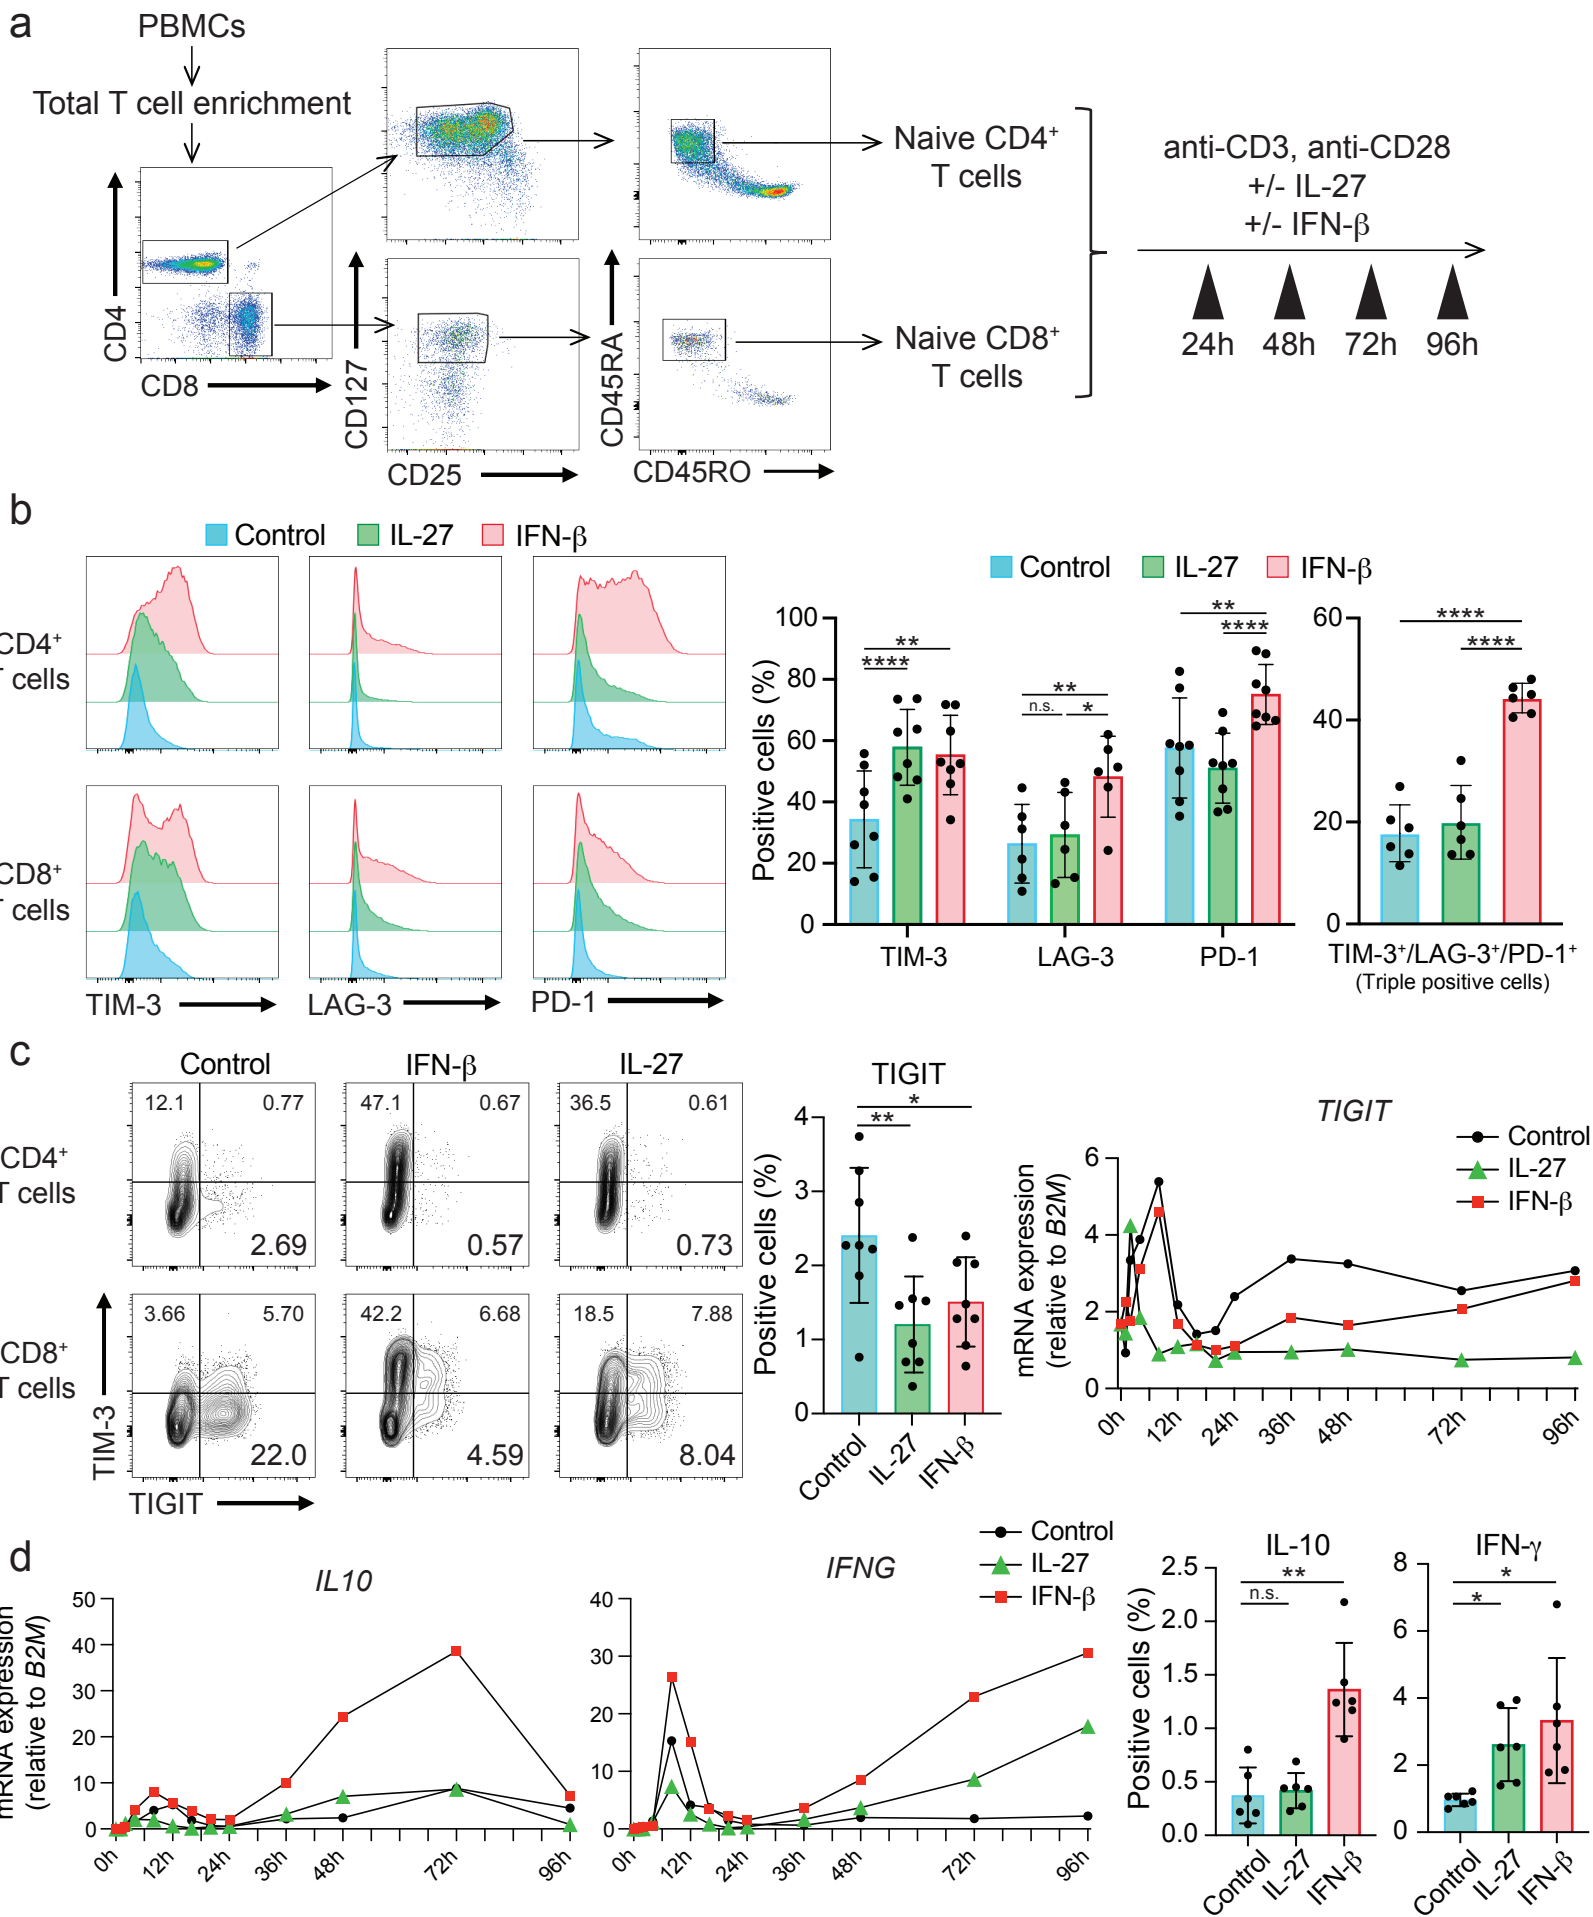 a
PBMCs
Total T cell enrichment
CD4
CD8
CD127
CD25
CD45RA
CD45RO
Naive CD4⁺
T cells
Naive CD8⁺
T cells
anti-CD3, anti-CD28
+/- IL-27
+/- IFN-β
24h 48h 72h 96h
b
Control IL-27 IFN-β
CD4⁺
T cells
CD8⁺
T cells
TIM-3 LAG-3 PD-1
Control IL-27 IFN-β
Positive cells (%)
100
80
60
40
20
0
**
****
**
n.s. *
**
****
TIM-3 LAG-3 PD-1
60
40
20
0
****
****
TIM-3⁺/LAG-3⁺/PD-1⁺
(Triple positive cells)
c
Control IFN-β IL-27
CD4⁺
T cells
12.1 0.77
2.69
47.1 0.67
0.57
36.5 0.61
0.73
CD8⁺
T cells
3.66 5.70
22.0
42.2 6.68
4.59
18.5 7.88
8.04
TIM-3
TIGIT
TIGIT
Positive cells (%)
4
3
2
1
0
*
**
Control IL-27 IFN-β
TIGIT
Control
IL-27
IFN-β
mRNA expression
(relative to B2M)
6
4
2
0
0h 12h 24h 36h 48h 72h 96h
d
IL10
mRNA expression
(relative to B2M)
50
40
30
20
10
0
0h 12h 24h 36h 48h 72h 96h
IFNG
Control
IL-27
IFN-β
40
30
20
10
0
0h 12h 24h 36h 48h 72h 96h
IL-10
Positive cells (%)
2.5
2.0
1.5
1.0
0.5
0.0
**
n.s.
Control IL-27 IFN-β
IFN-γ
8
6
4
2
0
*
*
Control IL-27 IFN-β